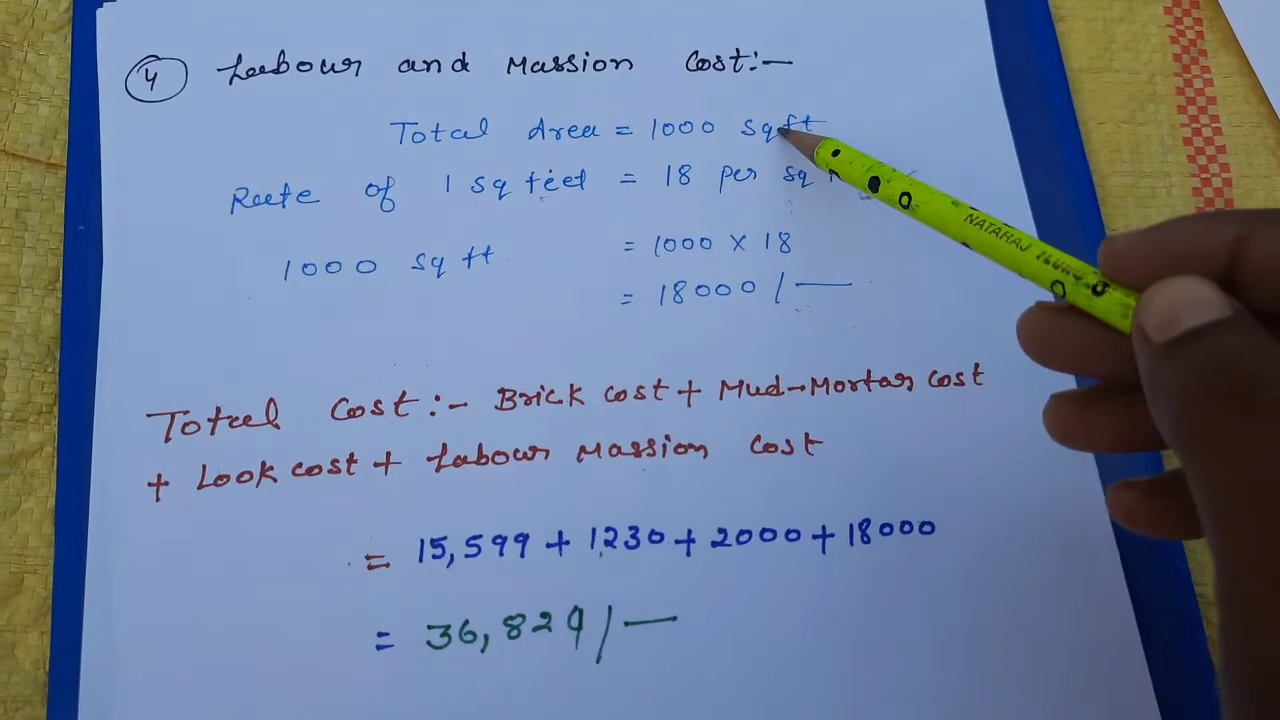 4 Labour and Massion Cost:-
Total Area = 1000 sqft
Rate of 1 sq feet = 18 per sq
1000 sq ft = 1000 X 18
= 18000/-
Total Cost:- Brick cost + Mud-Mortar cost
+ Look cost + Labour Massion cost
= 15,599 + 1230 + 2000 + 18000
= 36,829/-
NATARAJ